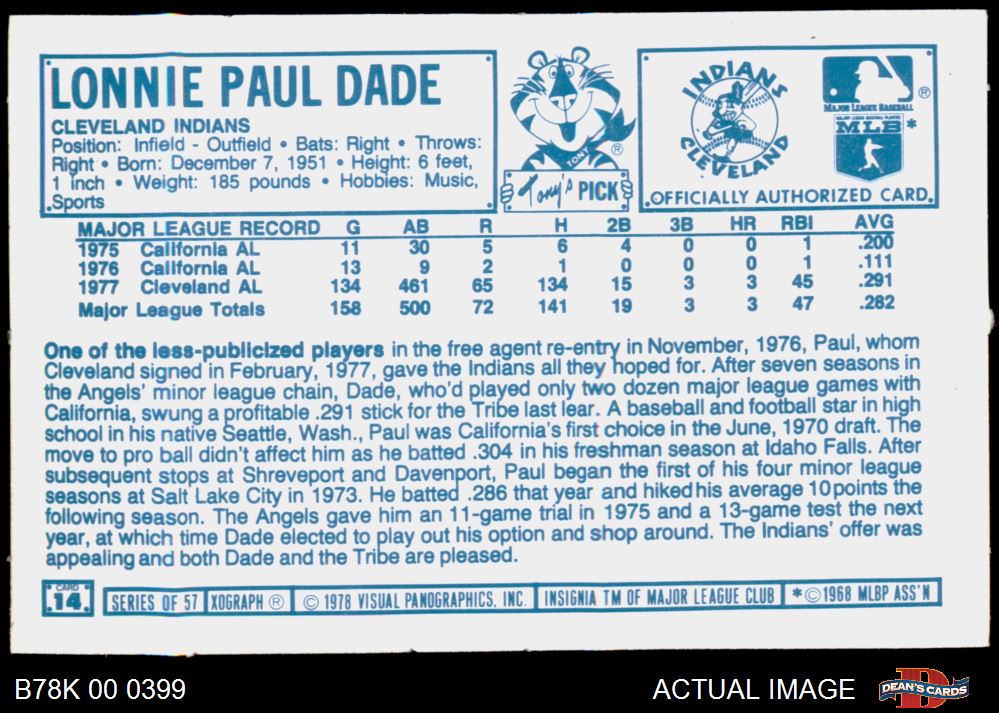 LONNIE PAUL DADE
CLEVELAND INDIANS
Position: Infield - Outfield • Bats: Right • Throws:
Right • Born: December 7, 1951 • Height: 6 feet,
1 inch • Weight: 185 pounds • Hobbies: Music,
Sports
TONY ®
Tony's PICK
INDIANS
CLEVELAND
®
MAJOR LEAGUE BASEBALL
MAJOR LEAGUE BASEBALL PLAYERS
MLB *
OFFICIALLY AUTHORIZED CARD.
MAJOR LEAGUE RECORD G AB R H 2B 3B HR RBI AVG
1975 California AL 11 30 5 6 4 0 0 1 .200
1976 California AL 13 9 2 1 0 0 0 1 .111
1977 Cleveland AL 134 461 65 134 15 3 3 45 .291
Major League Totals 158 500 72 141 19 3 3 47 .282
One of the less-publicized players in the free agent re-entry in November, 1976, Paul, whom
Cleveland signed in February, 1977, gave the Indians all they hoped for. After seven seasons in
the Angels' minor league chain, Dade, who'd played only two dozen major league games with
California, swung a profitable .291 stick for the Tribe last lear. A baseball and football star in high
school in his native Seattle, Wash., Paul was California's first choice in the June, 1970 draft. The
move to pro ball didn't affect him as he batted .304 in his freshman season at Idaho Falls. After
subsequent stops at Shreveport and Davenport, Paul began the first of his four minor league
seasons at Salt Lake City in 1973. He batted .286 that year and hiked his average 10 points the
following season. The Angels gave him an 11-game trial in 1975 and a 13-game test the next
year, at which time Dade elected to play out his option and shop around. The Indians' offer was
appealing and both Dade and the Tribe are pleased.
CARD
14 SERIES OF 57 XOGRAPH ® © 1978 VISUAL PANOGRAPHICS, INC. INSIGNIA TM OF MAJOR LEAGUE CLUB * © 1968 MLBP ASS'N
B78K 00 0399 ACTUAL IMAGE DEAN'S CARDS